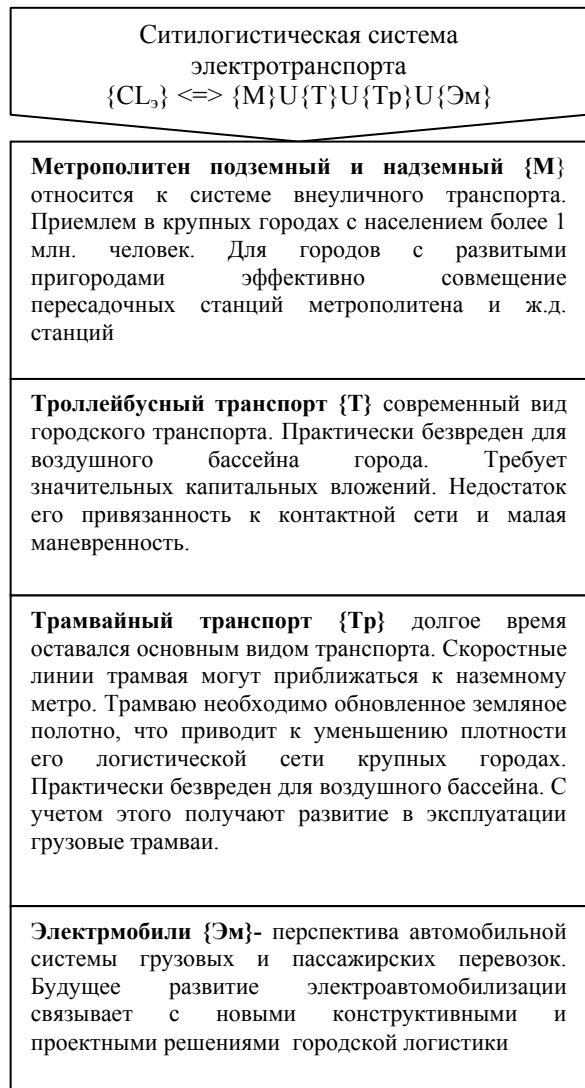 Ситилогистическая система
электротранспорта
{CLэ} <=> {М}U{Т}U{Тр}U{Эм}
Метрополитен подземный и надземный {М}
относится к системе внеуличного транспорта.
Приемлем в крупных городах с населением более 1
млн. человек. Для городов с развитыми
пригородами эффективно совмещение
пересадочных станций метрополитена и ж.д.
станций
Троллейбусный транспорт {Т} современный вид
городского транспорта. Практически безвреден для
воздушного бассейна города. Требует
значительных капитальных вложений. Недостаток
его привязанность к контактной сети и малая
маневренность.
Трамвайный транспорт {Тр} долгое время
оставался основным видом транспорта. Скоростные
линии трамвая могут приближаться к наземному
метро. Трамваю необходимо обновленное земляное
полотно, что приводит к уменьшению плотности
его логистической сети крупных городах.
Практически безвреден для воздушного бассейна. С
учетом этого получают развитие в эксплуатации
грузовые трамваи.
Электрмобили {Эм}- перспектива автомобильной
системы грузовых и пассажирских перевозок.
Будущее развитие электроавтомобилизации
связывает с новыми конструктивными и
проектными решениями городской логистики